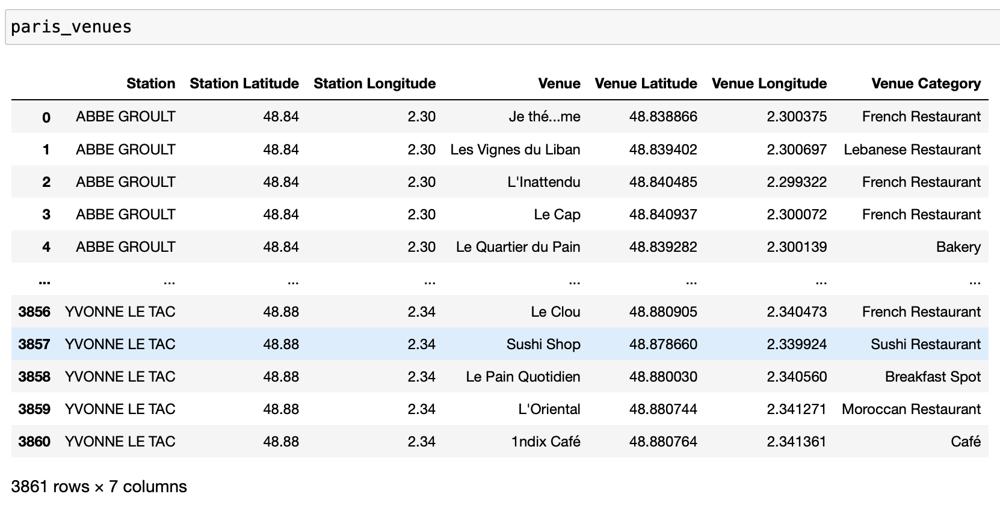 paris_venues
Station Station Latitude Station Longitude Venue Venue Latitude Venue Longitude Venue Category
0 ABBE GROULT 48.84 2.30 Je thé...me 48.838866 2.300375 French Restaurant
1 ABBE GROULT 48.84 2.30 Les Vignes du Liban 48.839402 2.300697 Lebanese Restaurant
2 ABBE GROULT 48.84 2.30 L'Inattendu 48.840485 2.299322 French Restaurant
3 ABBE GROULT 48.84 2.30 Le Cap 48.840937 2.300072 French Restaurant
4 ABBE GROULT 48.84 2.30 Le Quartier du Pain 48.839282 2.300139 Bakery
... ... ... ... ... ... ... ...
3856 YVONNE LE TAC 48.88 2.34 Le Clou 48.880905 2.340473 French Restaurant
3857 YVONNE LE TAC 48.88 2.34 Sushi Shop 48.878660 2.339924 Sushi Restaurant
3858 YVONNE LE TAC 48.88 2.34 Le Pain Quotidien 48.880030 2.340560 Breakfast Spot
3859 YVONNE LE TAC 48.88 2.34 L'Oriental 48.880744 2.341271 Moroccan Restaurant
3860 YVONNE LE TAC 48.88 2.34 1ndix Café 48.880764 2.341361 Café
3861 rows × 7 columns